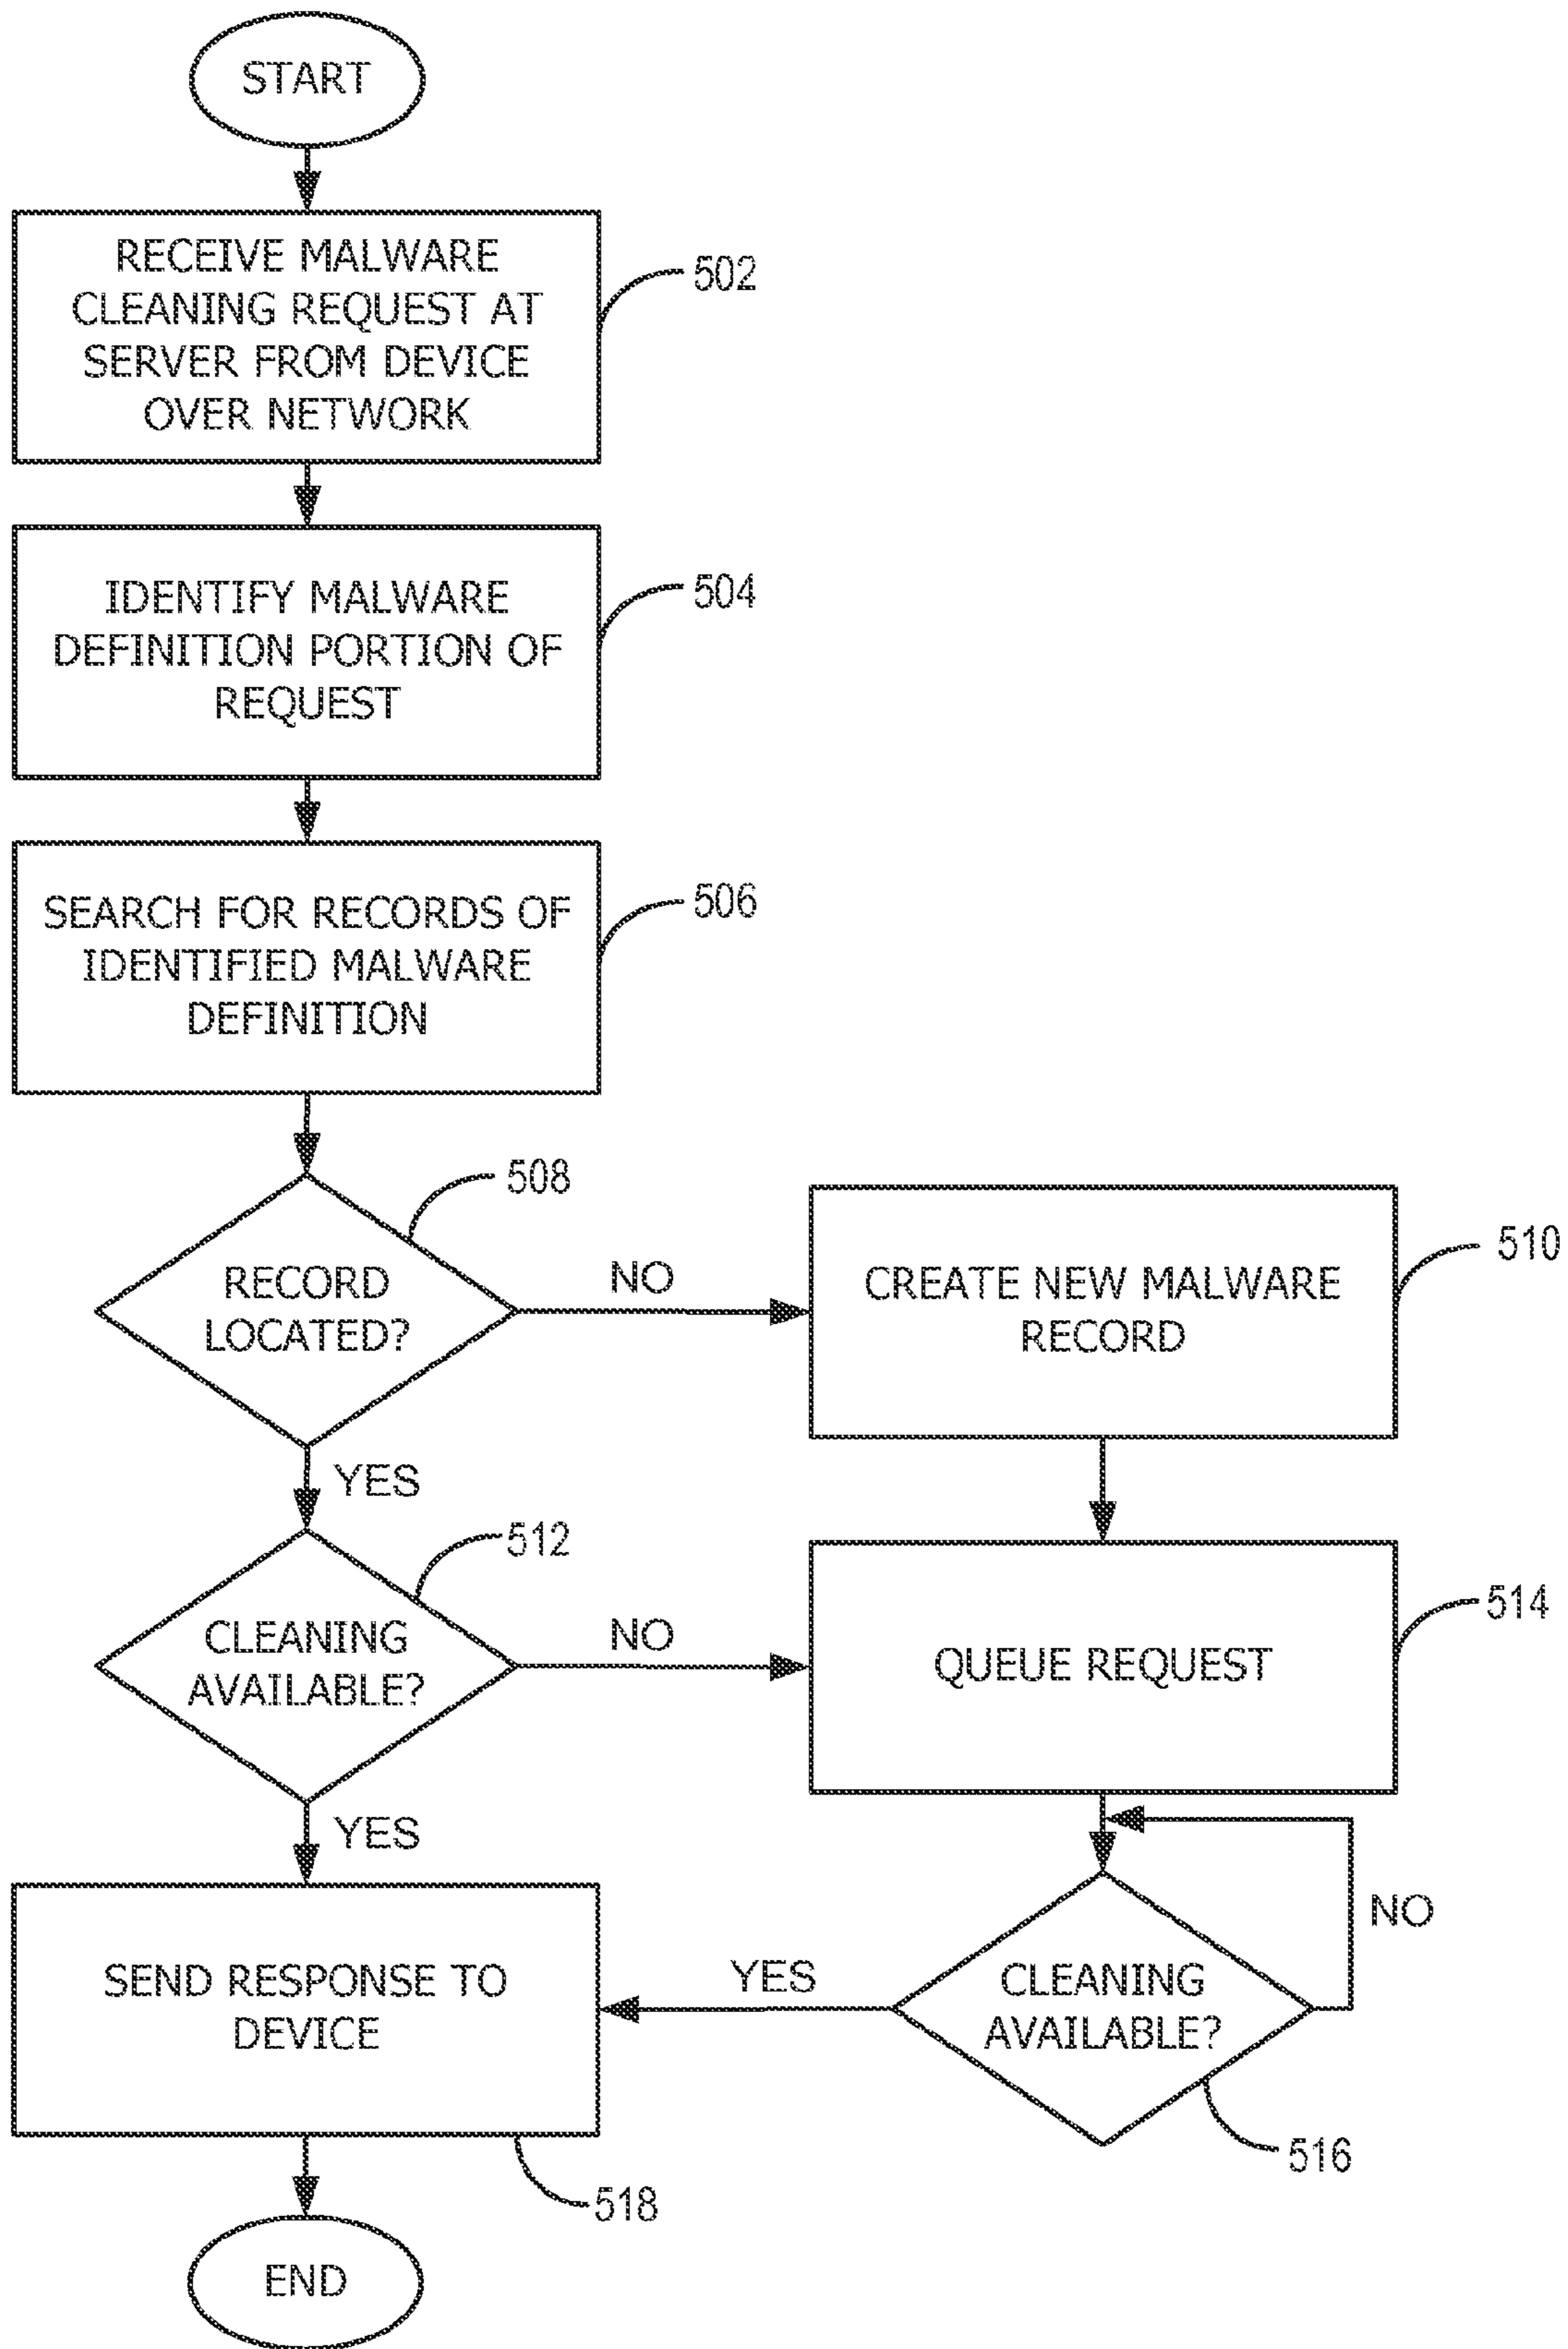 START
RECEIVE MALWARE
CLEANING REQUEST AT
SERVER FROM DEVICE
OVER NETWORK
502
IDENTIFY MALWARE
DEFINITION PORTION OF
REQUEST
504
SEARCH FOR RECORDS OF
IDENTIFIED MALWARE
DEFINITION
506
508
RECORD
LOCATED?
NO
CREATE NEW MALWARE
RECORD
510
YES
512
CLEANING
AVAILABLE?
NO
QUEUE REQUEST
514
YES
SEND RESPONSE TO
DEVICE
YES
CLEANING
AVAILABLE?
NO
516
518
END